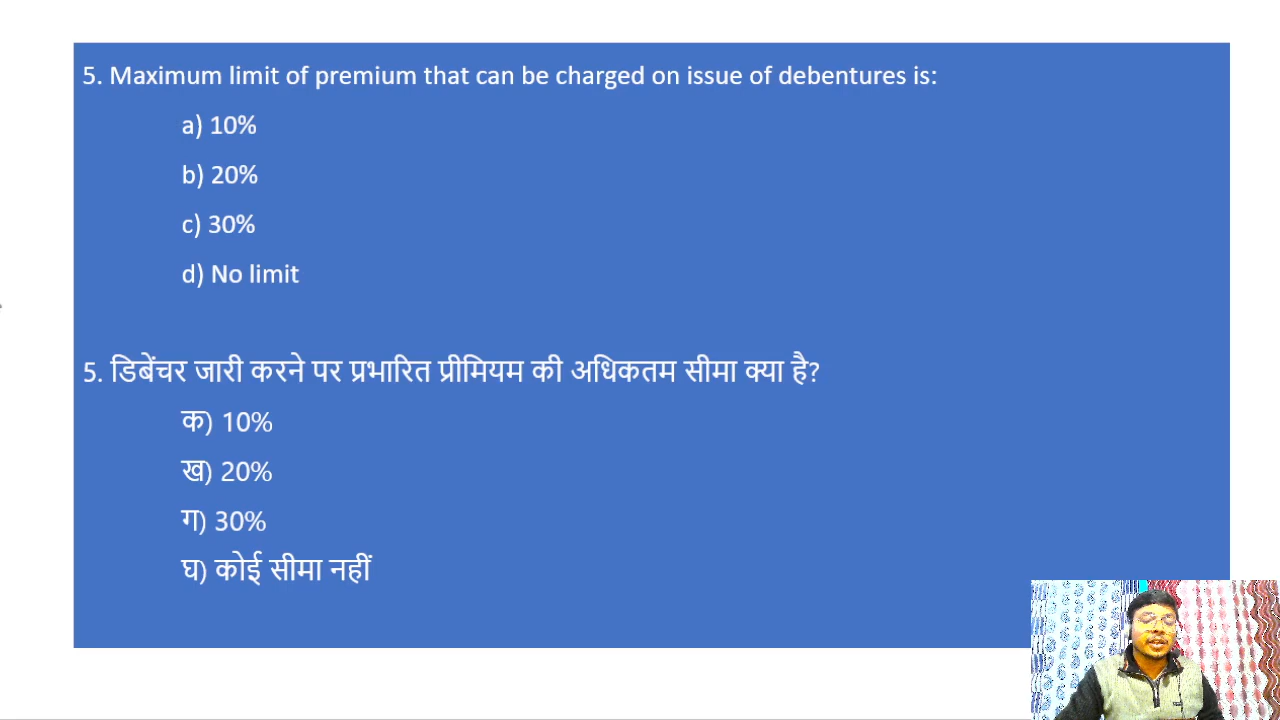 5. Maximum limit of premium that can be charged on issue of debentures is:
a) 10%
b) 20%
c) 30%
d) No limit
5. डिबेंचर जारी करने पर प्रभारित प्रीमियम की अधिकतम सीमा क्या है?
क) 10%
ख) 20%
ग) 30%
घ) कोई सीमा नहीं